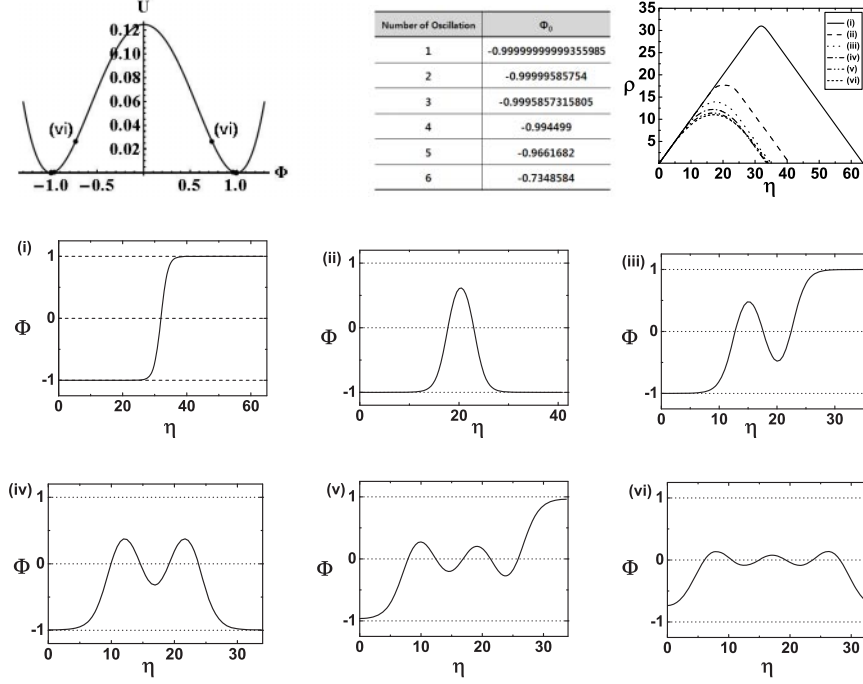 U
0.12
0.10
0.08
0.06
0.04
0.02
(vi) (vi)
−1.0 −0.5 0.5 1.0 Φ
Number of Oscillation Φ0
1 -0.99999999999355985
2 -0.99999585754
3 -0.9995857315805
4 -0.994499
5 -0.9661682
6 -0.7348584
ρ
35
30
25
20
15
10
5
0 10 20 30 40 50 60
η
(i)
(ii)
(iii)
(iv)
(v)
(vi)
(i)
1
Φ 0
-1
0 20 40 60
η
(ii)
1
Φ 0
-1
0 10 20 30 40
η
(iii)
1
Φ 0
-1
0 10 20 30
η
(iv)
1
Φ 0
-1
0 10 20 30
η
(v)
1
Φ 0
-1
0 10 20 30
η
(vi)
1
Φ 0
-1
0 10 20 30
η